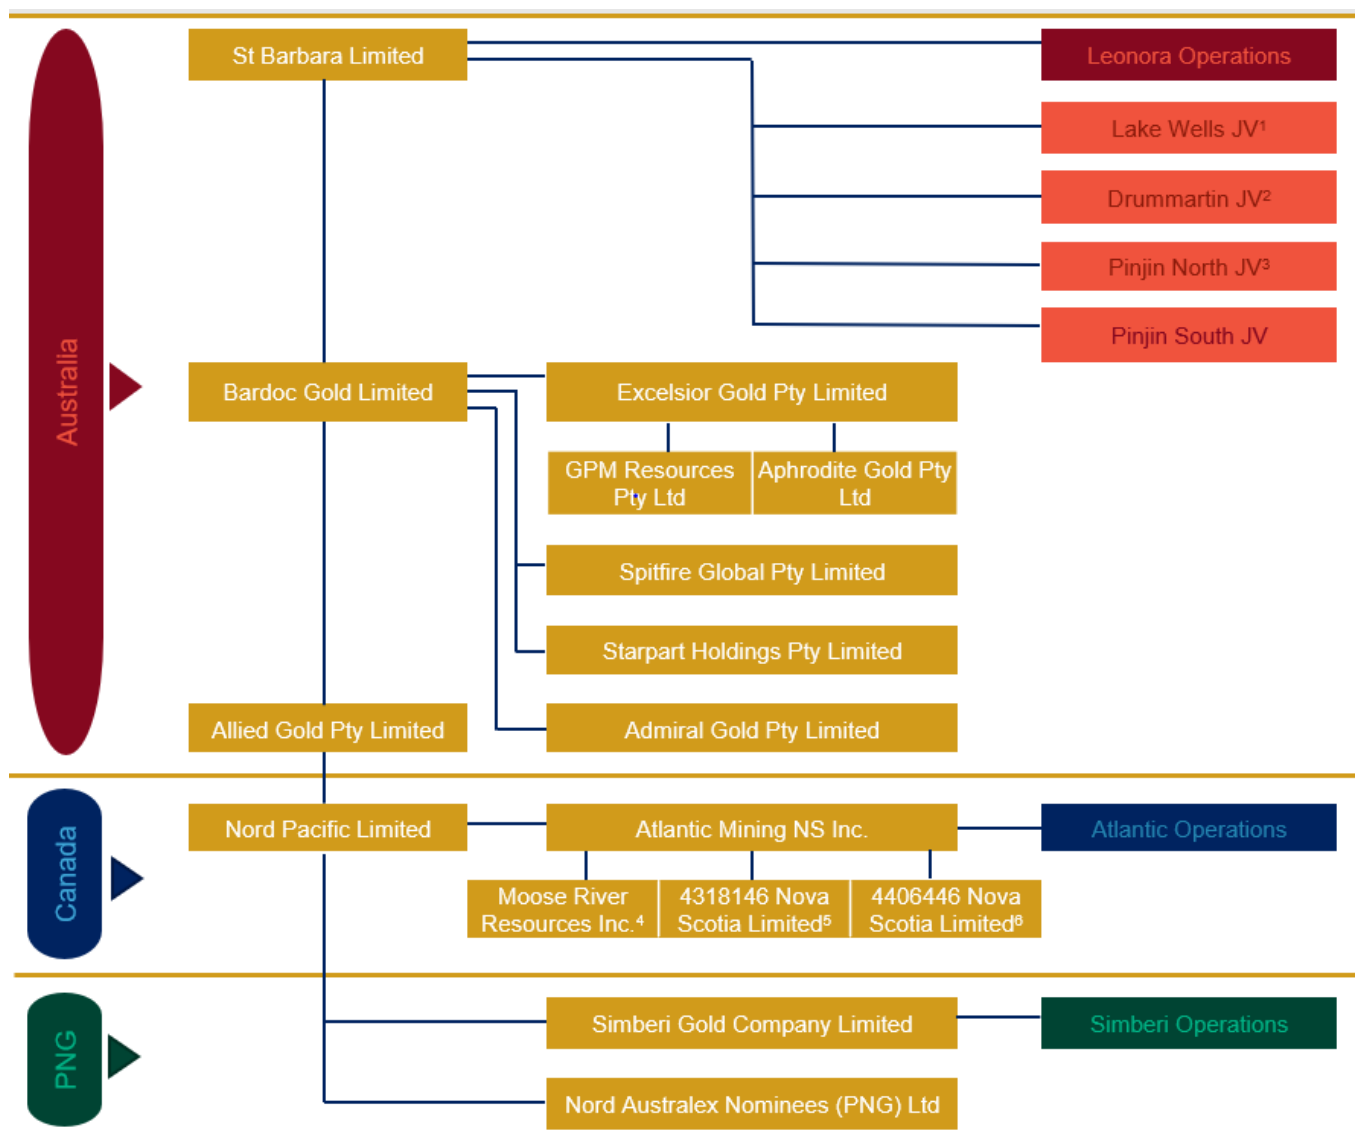 Australia
St Barbara Limited
Leonora Operations
Lake Wells JV¹
Drummartin JV²
Pinjin North JV³
Pinjin South JV
Bardoc Gold Limited
Excelsior Gold Pty Limited
GPM Resources
Pty Ltd
Aphrodite Gold Pty
Ltd
Spitfire Global Pty Limited
Starpart Holdings Pty Limited
Allied Gold Pty Limited
Admiral Gold Pty Limited
Canada
Nord Pacific Limited
Atlantic Mining NS Inc.
Atlantic Operations
Moose River
Resources Inc.⁴
4318146 Nova
Scotia Limited⁵
4406446 Nova
Scotia Limited⁶
PNG
Simberi Gold Company Limited
Simberi Operations
Nord Australex Nominees (PNG) Ltd